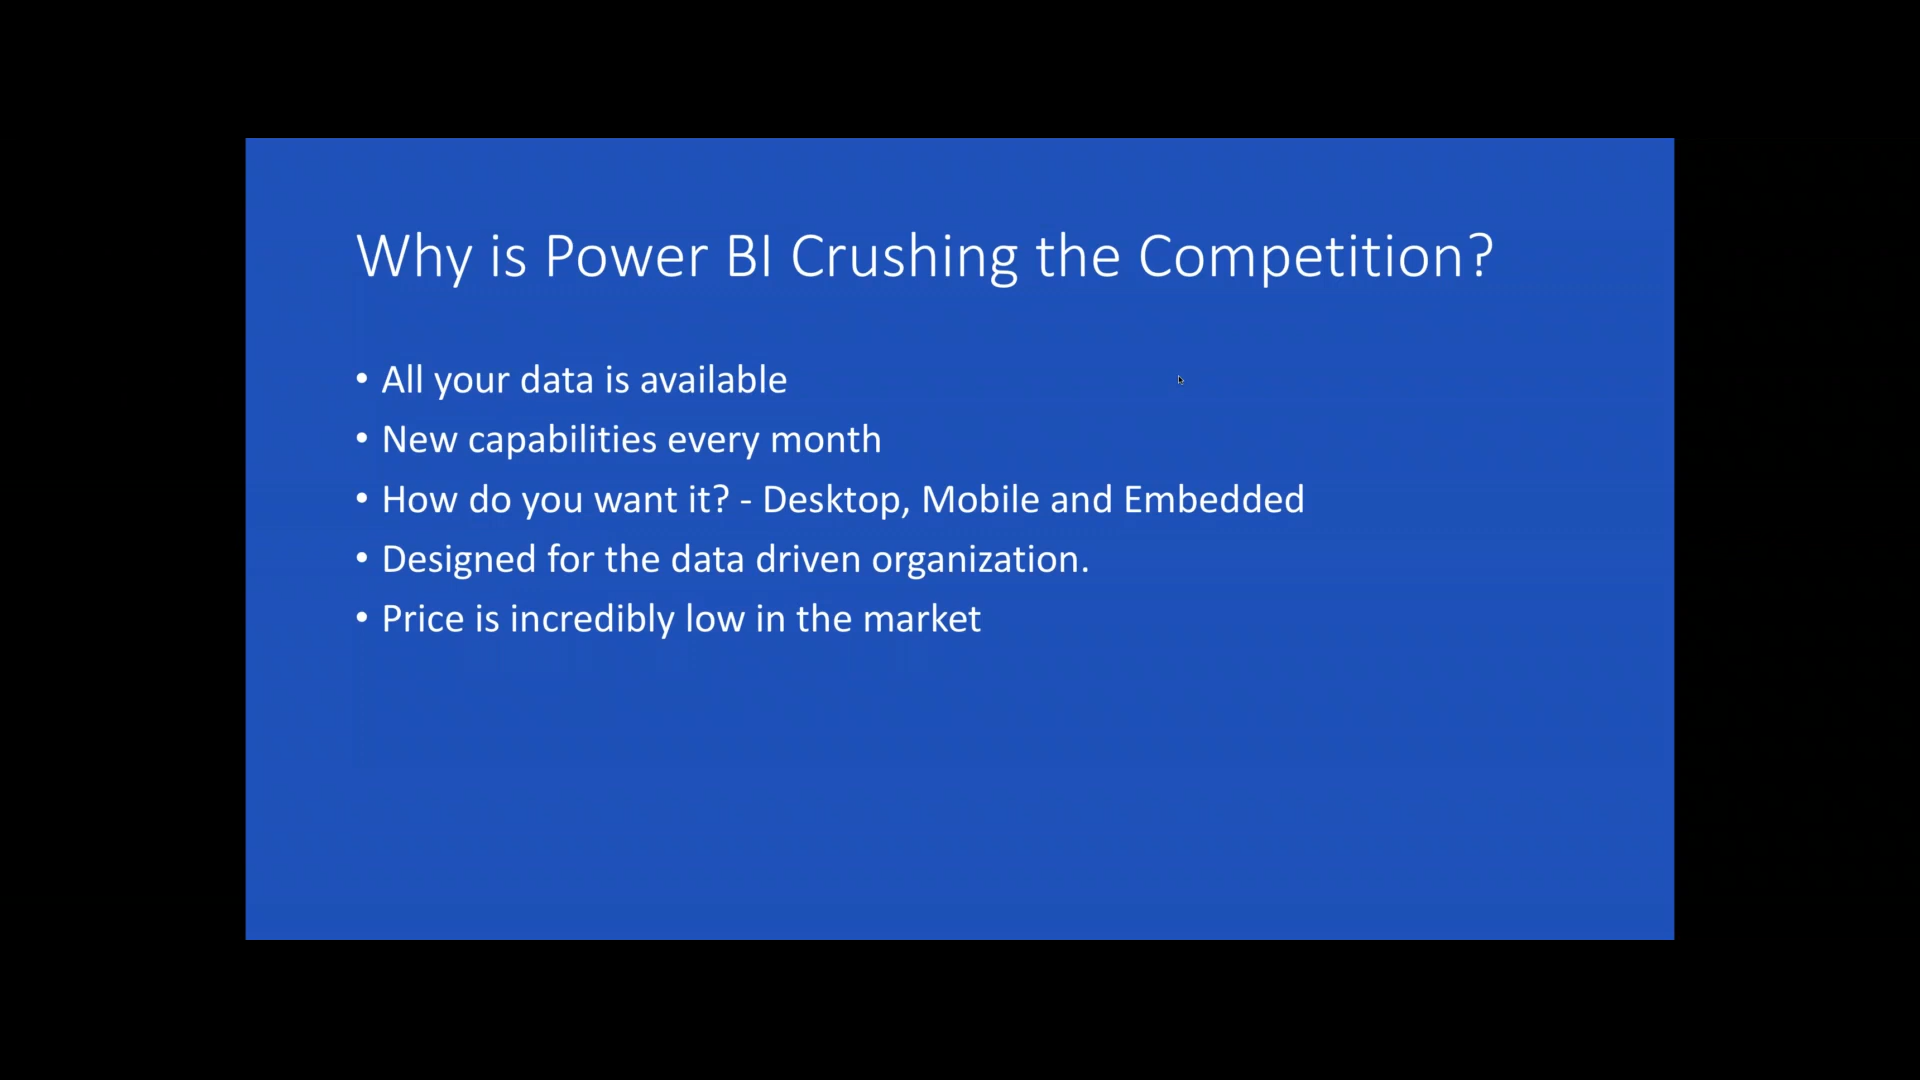 Why is Power BI Crushing the Competition?
• All your data is available
• New capabilities every month
• How do you want it? - Desktop, Mobile and Embedded
• Designed for the data driven organization.
• Price is incredibly low in the market